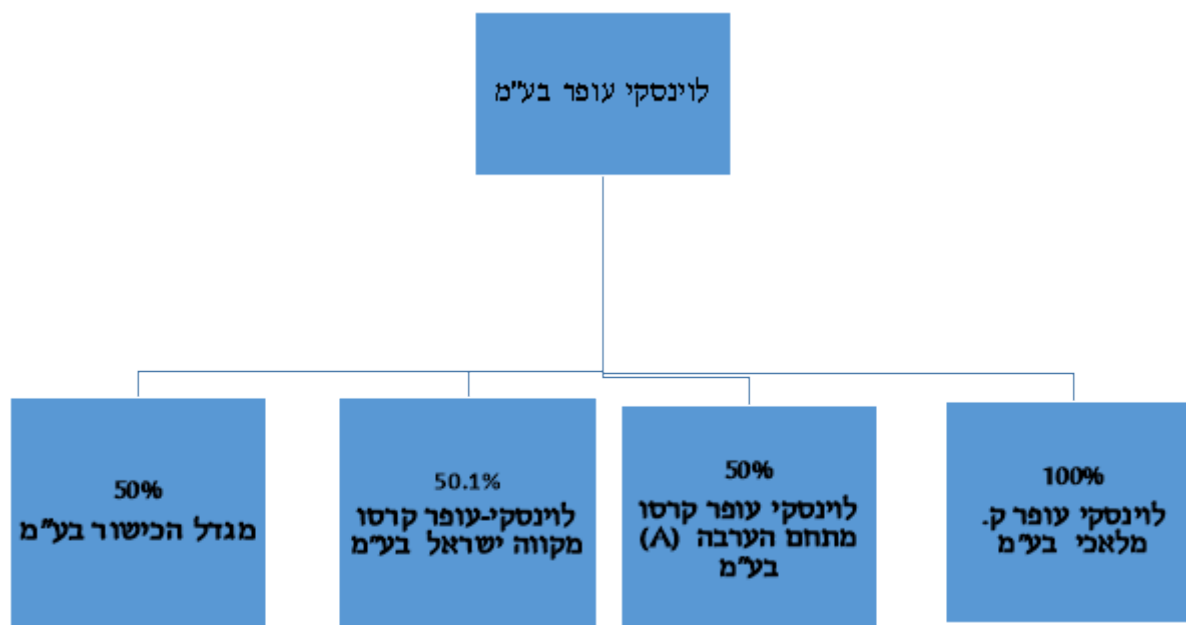 לוינסקי עופר בע"מ
100%
לוינסקי עופר ק.
מלאכי בע"מ
50%
לוינסקי עופר קרסו
מתחם הערבה (A)
בע"מ
50.1%
לוינסקי-עופר קרסו
מקווה ישראל בע"מ
50%
מגדל הכישור בע"מ